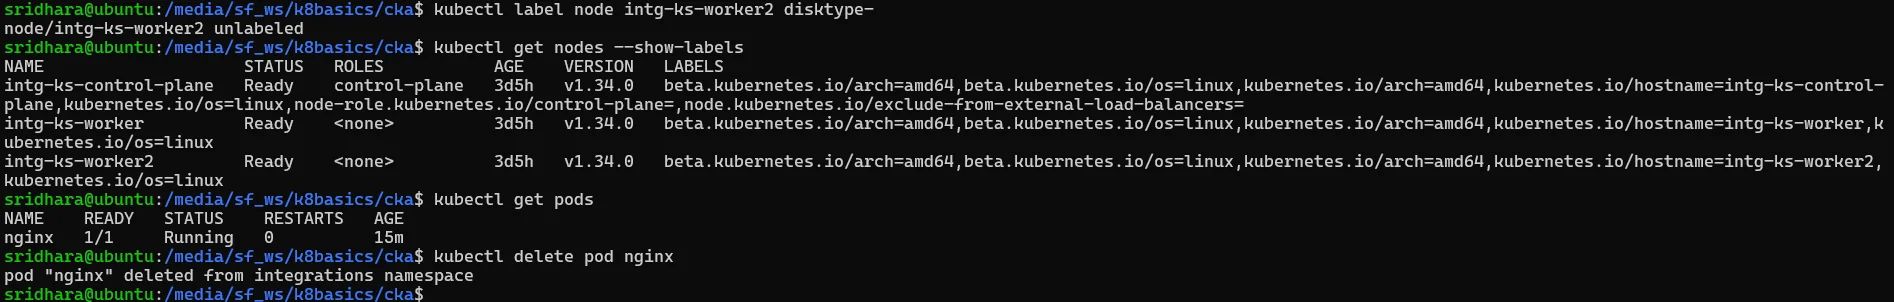 sridhara@ubuntu:/media/sf_ws/k8basics/cka$ kubectl label node intg-ks-worker2 disktype-
node/intg-ks-worker2 unlabeled
sridhara@ubuntu:/media/sf_ws/k8basics/cka$ kubectl get nodes --show-labels
NAME                    STATUS   ROLES           AGE    VERSION   LABELS
intg-ks-control-plane   Ready    control-plane   3d5h   v1.34.0   beta.kubernetes.io/arch=amd64,beta.kubernetes.io/os=linux,kubernetes.io/arch=amd64,kubernetes.io/hostname=intg-ks-control-
plane,kubernetes.io/os=linux,node-role.kubernetes.io/control-plane=,node.kubernetes.io/exclude-from-external-load-balancers=
intg-ks-worker          Ready    <none>          3d5h   v1.34.0   beta.kubernetes.io/arch=amd64,beta.kubernetes.io/os=linux,kubernetes.io/arch=amd64,kubernetes.io/hostname=intg-ks-worker,k
ubernetes.io/os=linux
intg-ks-worker2         Ready    <none>          3d5h   v1.34.0   beta.kubernetes.io/arch=amd64,beta.kubernetes.io/os=linux,kubernetes.io/arch=amd64,kubernetes.io/hostname=intg-ks-worker2,
kubernetes.io/os=linux
sridhara@ubuntu:/media/sf_ws/k8basics/cka$ kubectl get pods
NAME    READY   STATUS    RESTARTS   AGE
nginx   1/1     Running   0          15m
sridhara@ubuntu:/media/sf_ws/k8basics/cka$ kubectl delete pod nginx
pod "nginx" deleted from integrations namespace
sridhara@ubuntu:/media/sf_ws/k8basics/cka$